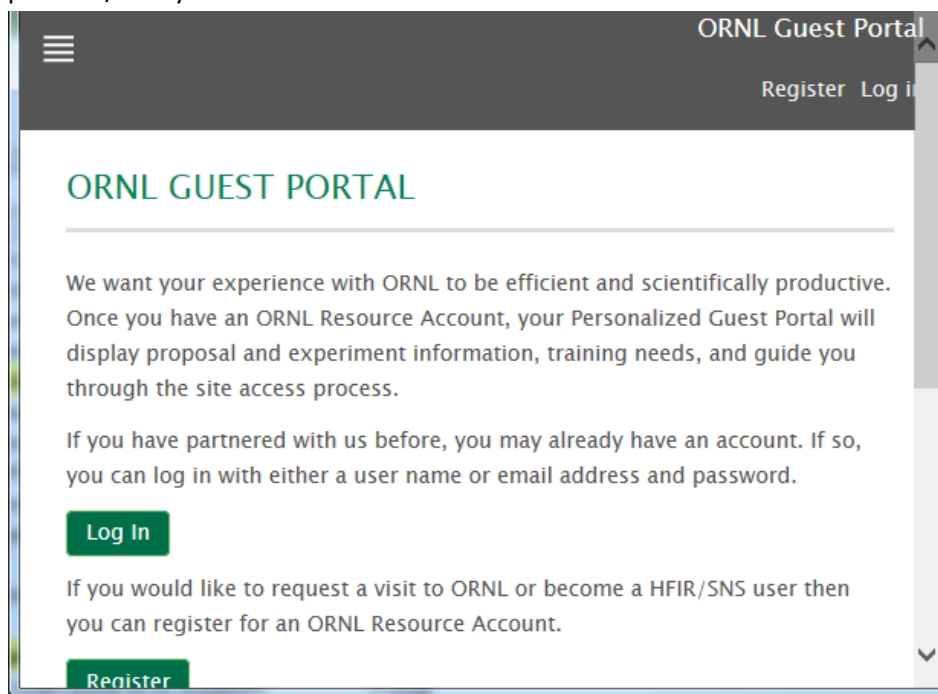 ORNL Guest Portal
Register Log in
ORNL GUEST PORTAL
We want your experience with ORNL to be efficient and scientifically productive.
Once you have an ORNL Resource Account, your Personalized Guest Portal will
display proposal and experiment information, training needs, and guide you
through the site access process.
If you have partnered with us before, you may already have an account. If so,
you can log in with either a user name or email address and password.
Log In
If you would like to request a visit to ORNL or become a HFIR/SNS user then
you can register for an ORNL Resource Account.
Register